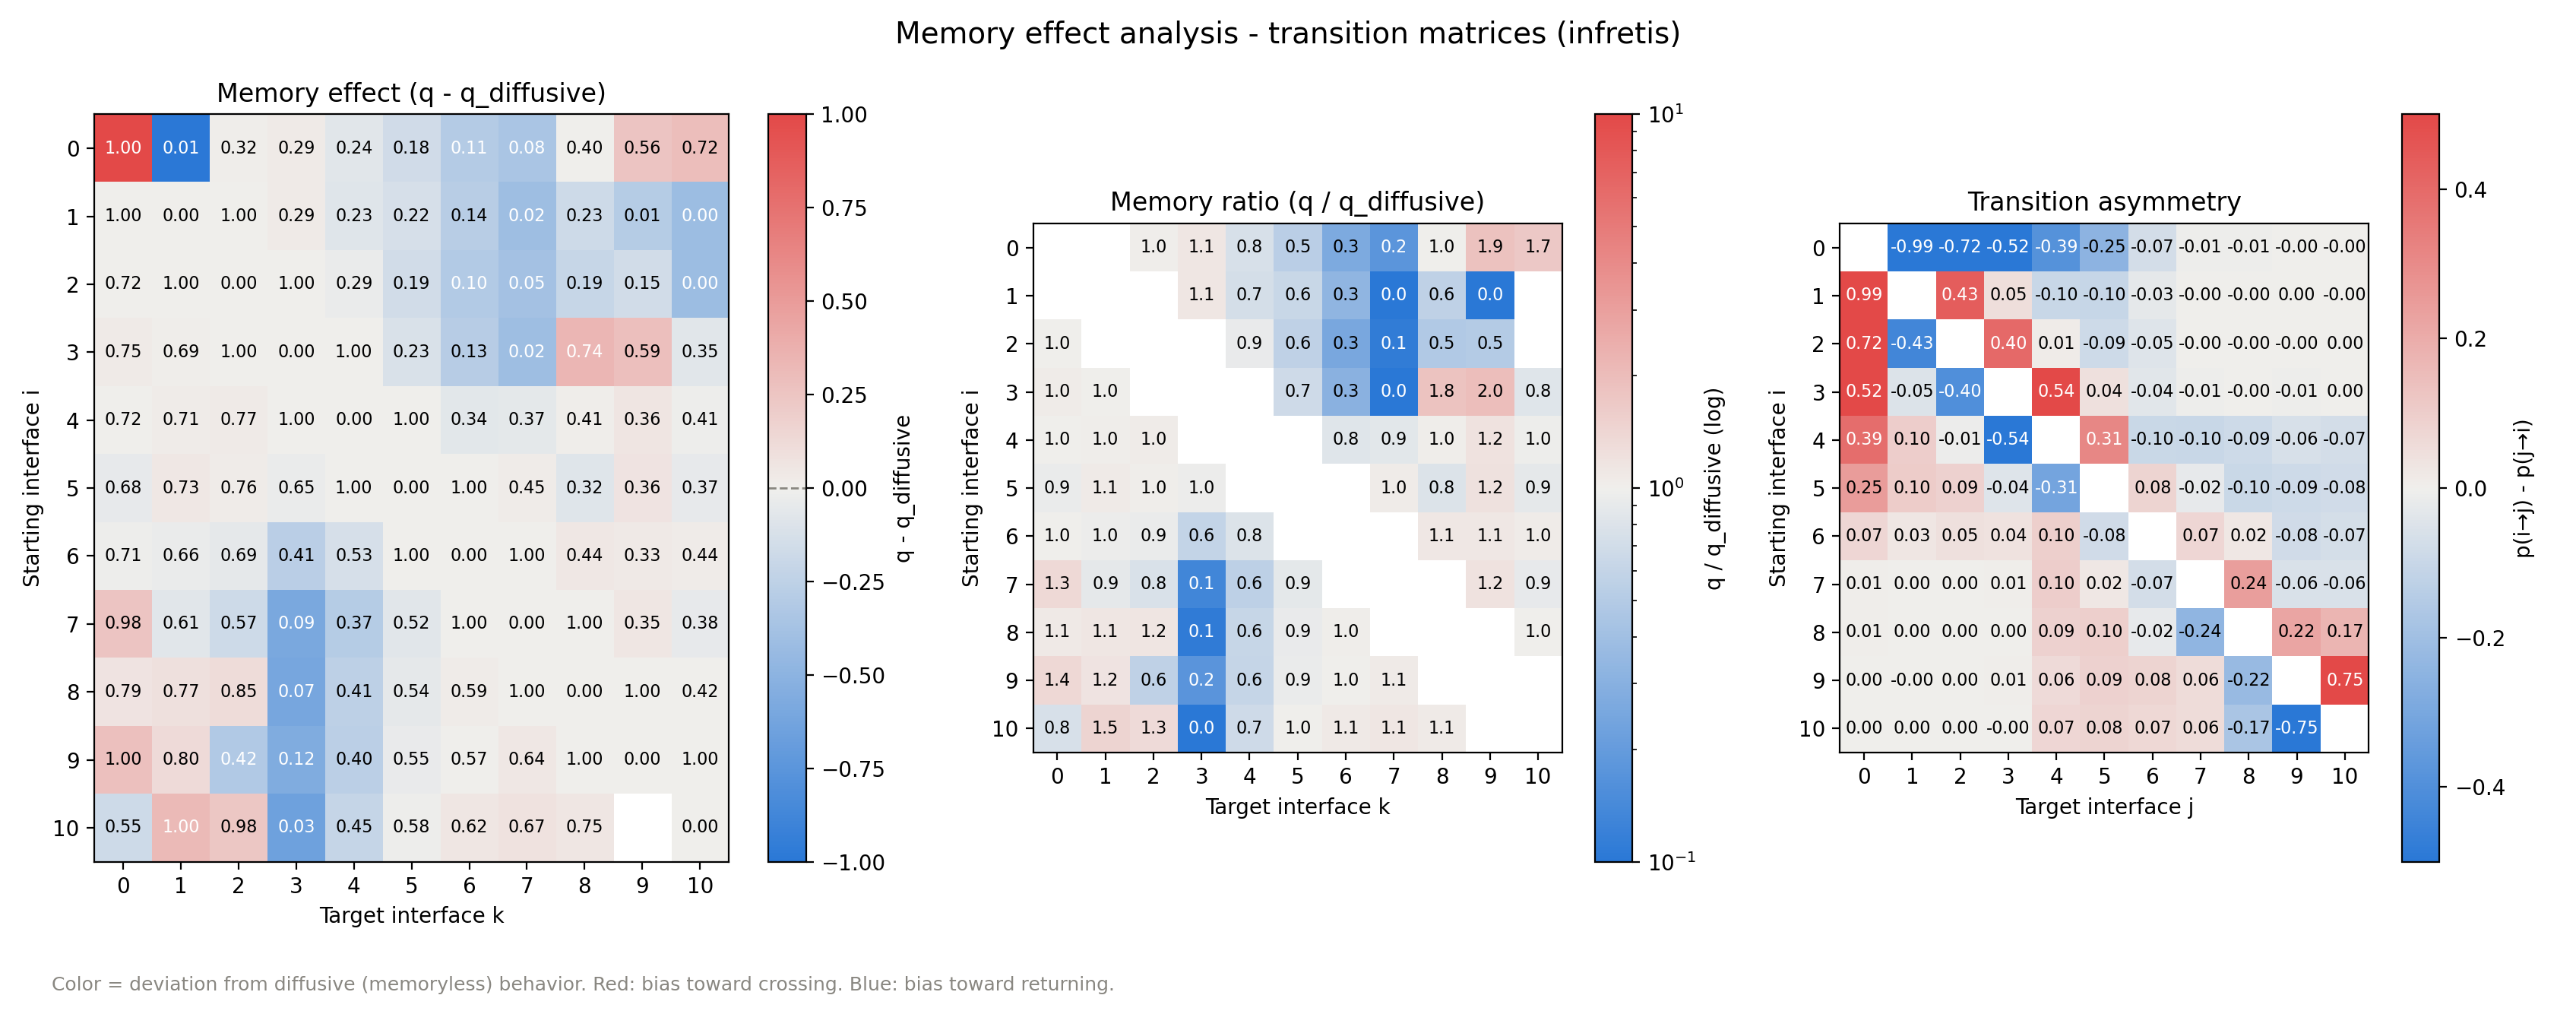 Memory effect analysis - transition matrices (infretis)
Memory effect (q - q_diffusive)
0 1.00 0.01 0.32 0.29 0.24 0.18 0.11 0.08 0.40 0.56 0.72
1 1.00 0.00 1.00 0.29 0.23 0.22 0.14 0.02 0.23 0.01 0.00
2 0.72 1.00 0.00 1.00 0.29 0.19 0.10 0.05 0.19 0.15 0.00
3 0.75 0.69 1.00 0.00 1.00 0.23 0.13 0.02 0.74 0.59 0.35
4 0.72 0.71 0.77 1.00 0.00 1.00 0.34 0.37 0.41 0.36 0.41
5 0.68 0.73 0.76 0.65 1.00 0.00 1.00 0.45 0.32 0.36 0.37
6 0.71 0.66 0.69 0.41 0.53 1.00 0.00 1.00 0.44 0.33 0.44
7 0.98 0.61 0.57 0.09 0.37 0.52 1.00 0.00 1.00 0.35 0.38
8 0.79 0.77 0.85 0.07 0.41 0.54 0.59 1.00 0.00 1.00 0.42
9 1.00 0.80 0.42 0.12 0.40 0.55 0.57 0.64 1.00 0.00 1.00
10 0.55 1.00 0.98 0.03 0.45 0.58 0.62 0.67 0.75 0.00
0 1 2 3 4 5 6 7 8 9 10
Target interface k
Starting interface i
1.00
0.75
0.50
0.25
0.00
−0.25
−0.50
−0.75
−1.00
q - q_diffusive
Memory ratio (q / q_diffusive)
0 1.0 1.1 0.8 0.5 0.3 0.2 1.0 1.9 1.7
1 1.1 0.7 0.6 0.3 0.0 0.6 0.0
2 1.0 0.9 0.6 0.3 0.1 0.5 0.5
3 1.0 1.0 0.7 0.3 0.0 1.8 2.0 0.8
4 1.0 1.0 1.0 0.8 0.9 1.0 1.2 1.0
5 0.9 1.1 1.0 1.0 1.0 0.8 1.2 0.9
6 1.0 1.0 0.9 0.6 0.8 1.1 1.1 1.0
7 1.3 0.9 0.8 0.1 0.6 0.9 1.2 0.9
8 1.1 1.1 1.2 0.1 0.6 0.9 1.0 1.0
9 1.4 1.2 0.6 0.2 0.6 0.9 1.0 1.1
10 0.8 1.5 1.3 0.0 0.7 1.0 1.1 1.1 1.1
0 1 2 3 4 5 6 7 8 9 10
Target interface k
Starting interface i
10¹
10⁰
10⁻¹
q / q_diffusive (log)
Transition asymmetry
0 -0.99 -0.72 -0.52 -0.39 -0.25 -0.07 -0.01 -0.01 -0.00 -0.00
1 0.99 0.43 0.05 -0.10 -0.10 -0.03 -0.00 -0.00 0.00 -0.00
2 0.72 -0.43 0.40 0.01 -0.09 -0.05 -0.00 -0.00 -0.00 0.00
3 0.52 -0.05 -0.40 0.54 0.04 -0.04 -0.01 -0.00 -0.01 0.00
4 0.39 0.10 -0.01 -0.54 0.31 -0.10 -0.10 -0.09 -0.06 -0.07
5 0.25 0.10 0.09 -0.04 -0.31 0.08 -0.02 -0.10 -0.09 -0.08
6 0.07 0.03 0.05 0.04 0.10 -0.08 0.07 0.02 -0.08 -0.07
7 0.01 0.00 0.00 0.01 0.10 0.02 -0.07 0.24 -0.06 -0.06
8 0.01 0.00 0.00 0.00 0.09 0.10 -0.02 -0.24 0.22 0.17
9 0.00 -0.00 0.00 0.01 0.06 0.09 0.08 0.06 -0.22 0.75
10 0.00 0.00 0.00 -0.00 0.07 0.08 0.07 0.06 -0.17 -0.75
0 1 2 3 4 5 6 7 8 9 10
Target interface j
Starting interface i
0.4
0.2
0.0
−0.2
−0.4
p(i→j) - p(j→i)
Color = deviation from diffusive (memoryless) behavior. Red: bias toward crossing. Blue: bias toward returning.